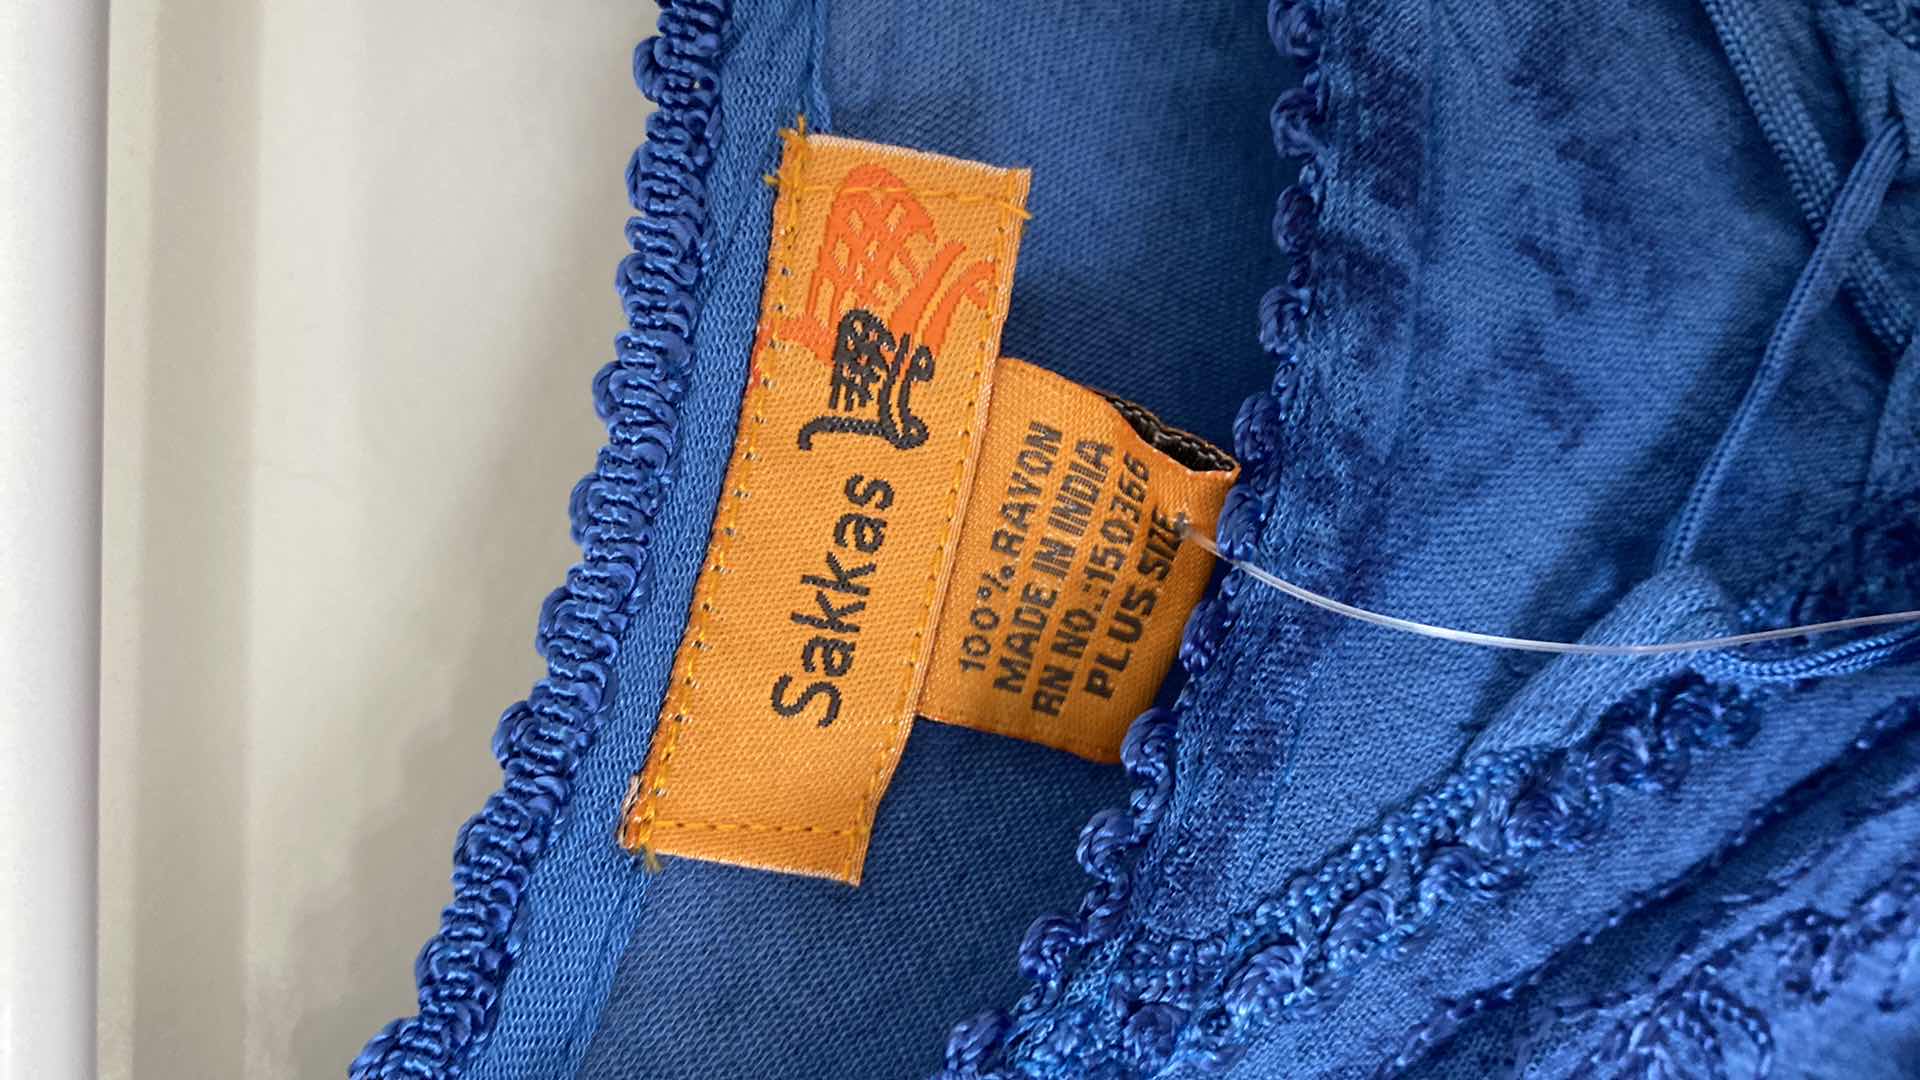 Sakkas
100% RAYON
MADE IN INDIA
RN NO.:150366
PLUS SIZE